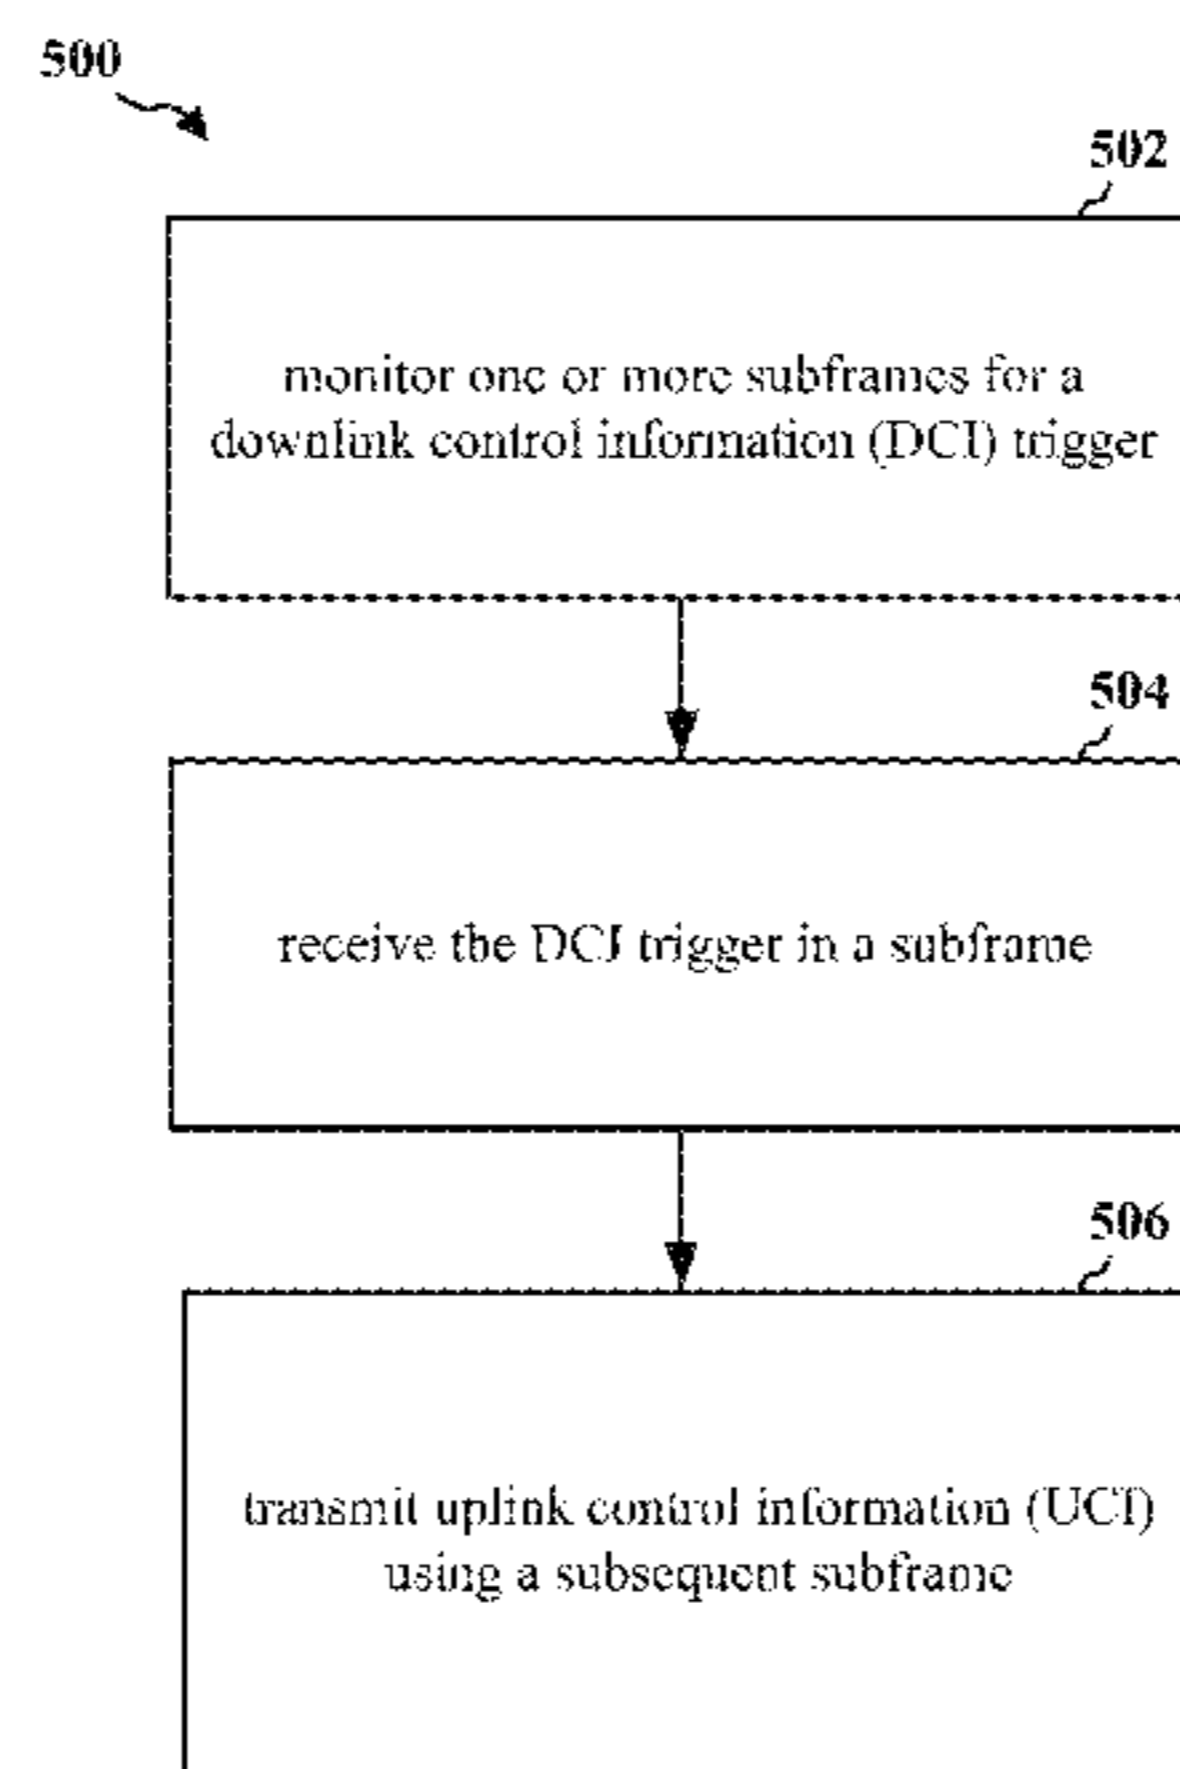 500
502
monitor one or more subframes for a
downlink control information (DCI) trigger
504
receive the DCI trigger in a subframe
506
transmit uplink control information (UCI)
using a subsequent subframe